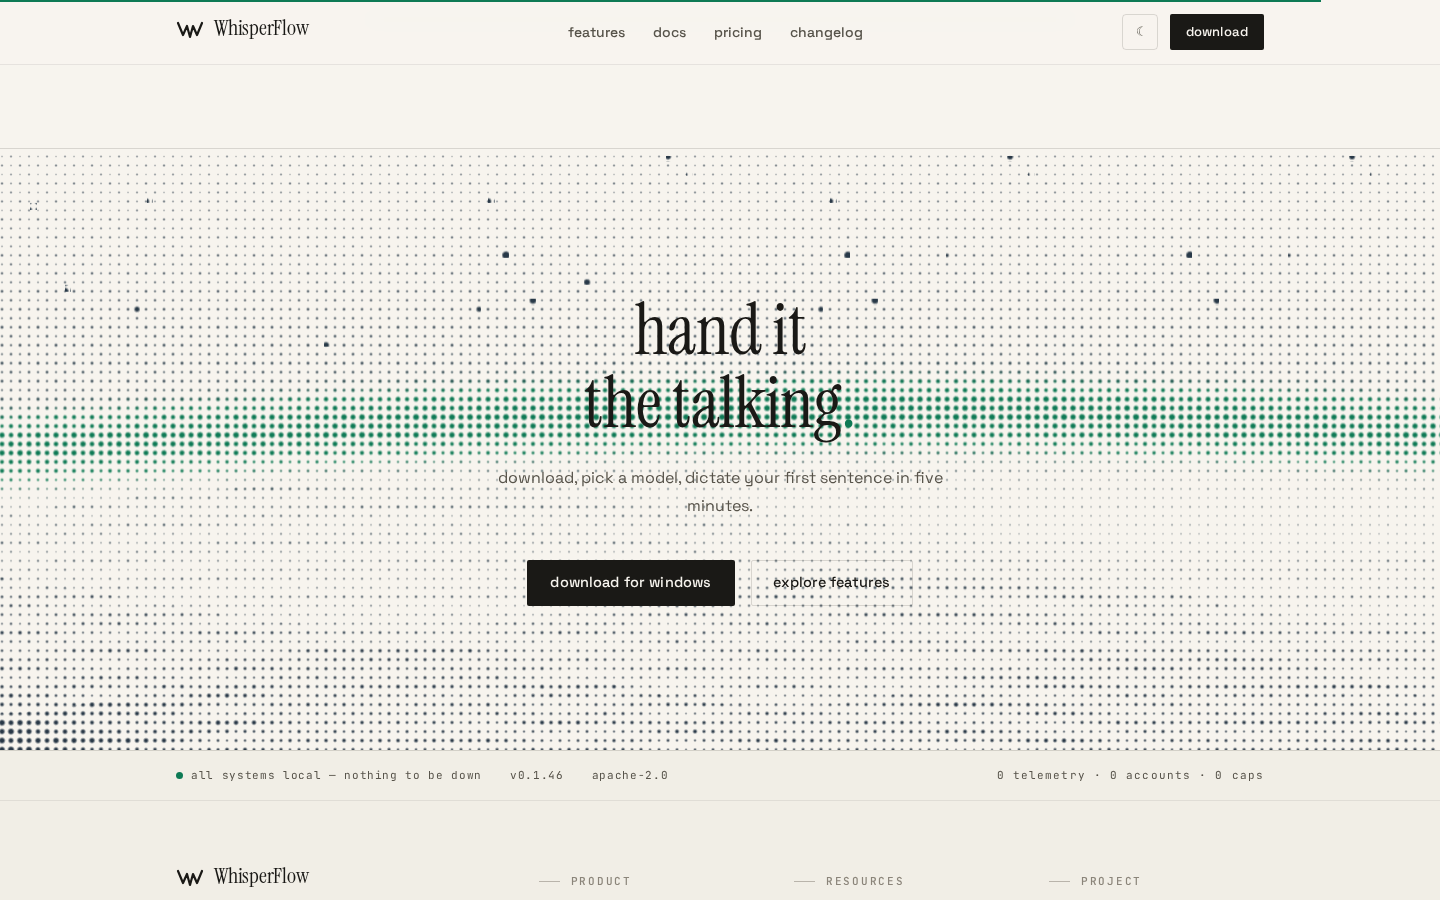 WhisperFlow
features docs pricing changelog
download
hand it
the talking.
download, pick a model, dictate your first sentence in five
minutes.
download for windows
explore features
all systems local — nothing to be down v0.1.46 apache-2.0
0 telemetry · 0 accounts · 0 caps
WhisperFlow
PRODUCT
RESOURCES
PROJECT